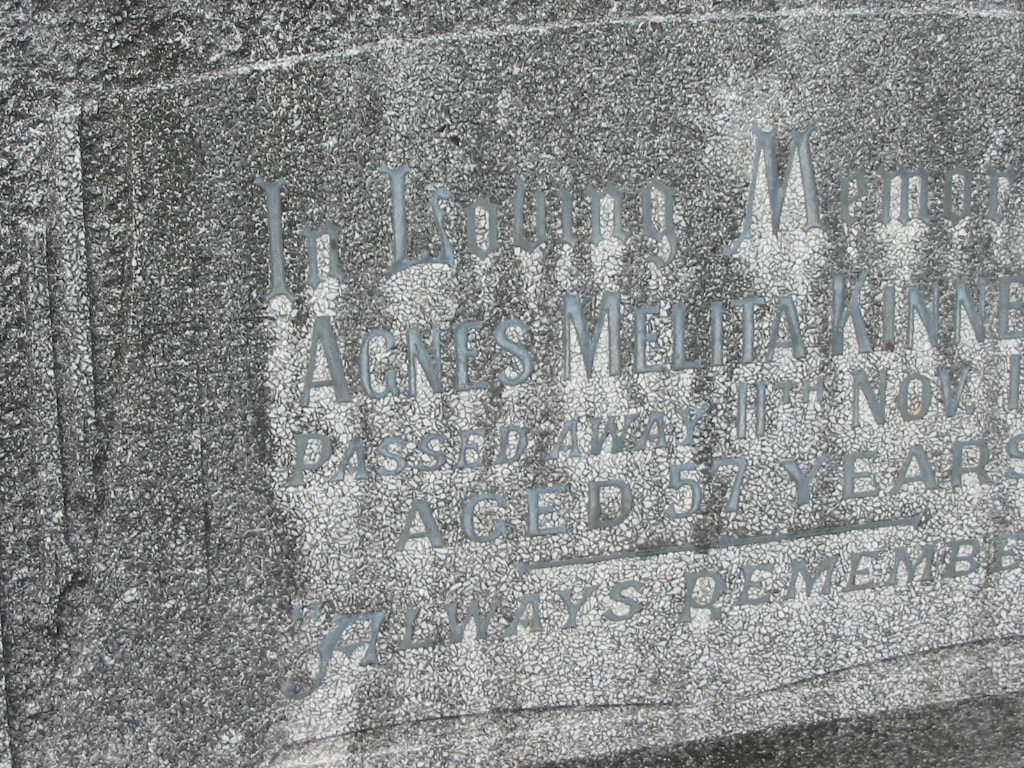 In Loving Memor
AGNES MELITA KINNE
PASSED AWAY 11TH NOV. 1
AGED 57 YEARS
"ALWAYS REMEMBE